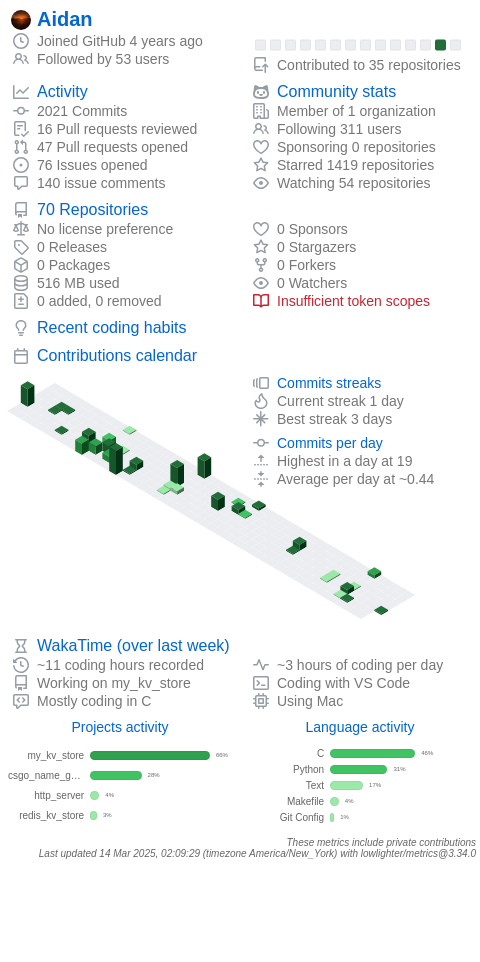 Aidan
Joined GitHub 4 years ago
Followed by 53 users
Contributed to 35 repositories
Activity
2021 Commits
16 Pull requests reviewed
47 Pull requests opened
76 Issues opened
140 issue comments
Community stats
Member of 1 organization
Following 311 users
Sponsoring 0 repositories
Starred 1419 repositories
Watching 54 repositories
70 Repositories
No license preference
0 Releases
0 Packages
516 MB used
0 added, 0 removed
0 Sponsors
0 Stargazers
0 Forkers
0 Watchers
Insufficient token scopes
Recent coding habits
Contributions calendar
Commits streaks
Current streak 1 day
Best streak 3 days
Commits per day
Highest in a day at 19
Average per day at ~0.44
WakaTime (over last week)
~11 coding hours recorded
Working on my_kv_store
Mostly coding in C
~3 hours of coding per day
Coding with VS Code
Using Mac
Projects activity
my_kv_store 66%
csgo_name_g... 28%
http_server 4%
redis_kv_store 3%
Language activity
C 46%
Python 31%
Text 17%
Makefile 4%
Git Config 1%
These metrics include private contributions
Last updated 14 Mar 2025, 02:09:29 (timezone America/New_York) with lowlighter/metrics@3.34.0